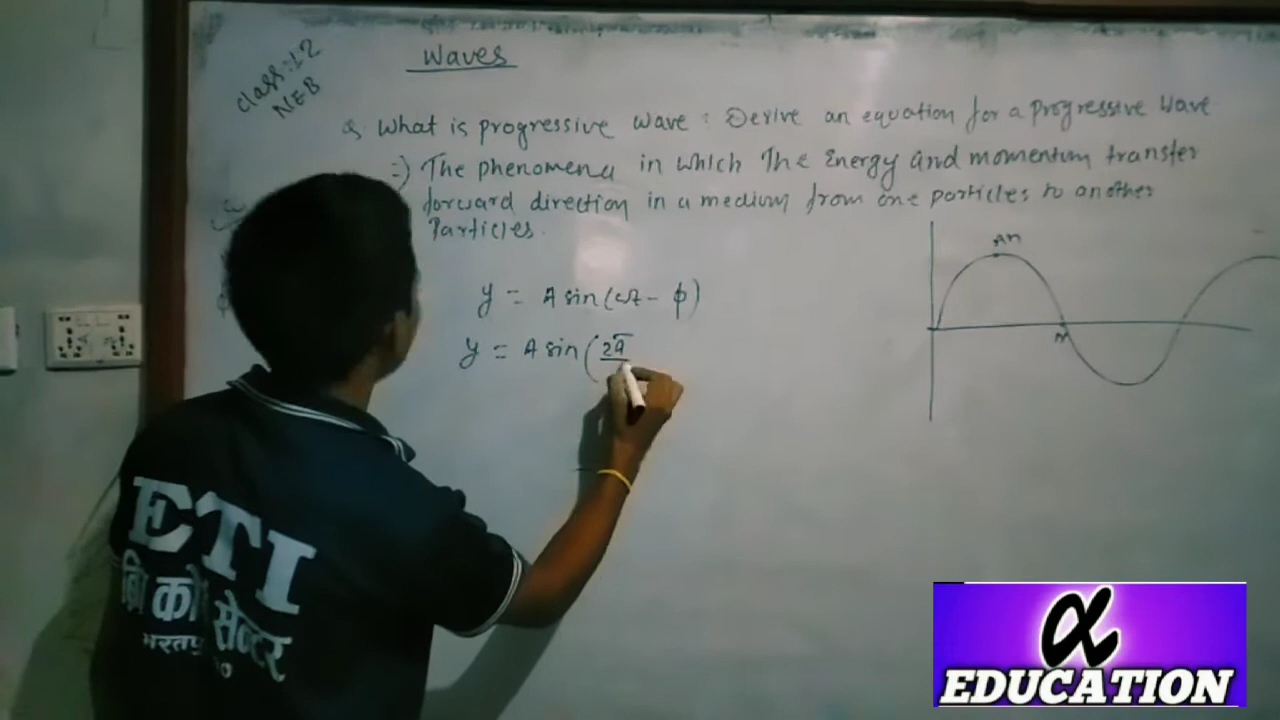 Waves
Class:12
NEB
Q. What is progressive wave : Derive an equation for a progressive wave
=) The phenomena in which The Energy and momentum transfer
forward direction in a medium from one particles to another
Particles.
y = A sin(ωt - φ)
y = A sin(2π
ETI
सेन्टर
α
EDUCATION